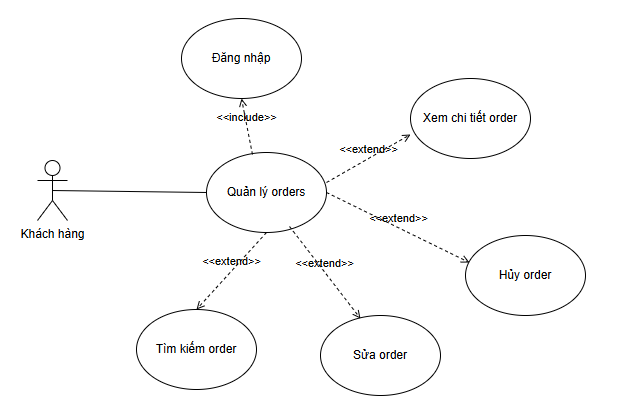 Đăng nhập
<<include>>
Xem chi tiết order
<<extend>>
Quản lý orders
<<extend>>
Khách hàng
<<extend>>
<<extend>>
Hủy order
Tìm kiếm order
Sửa order